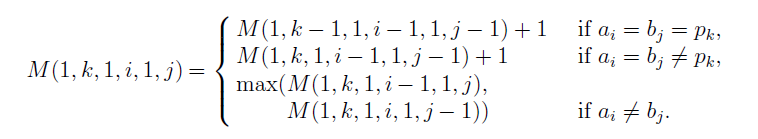 M(1, k − 1, 1, i − 1, 1, j − 1) + 1 if a_i = b_j = p_k,
M(1, k, 1, i − 1, 1, j − 1) + 1 if a_i = b_j ≠ p_k,
M(1, k, 1, i, 1, j) = { max(M(1, k, 1, i − 1, 1, j),
M(1, k, 1, i, 1, j − 1)) if a_i ≠ b_j.